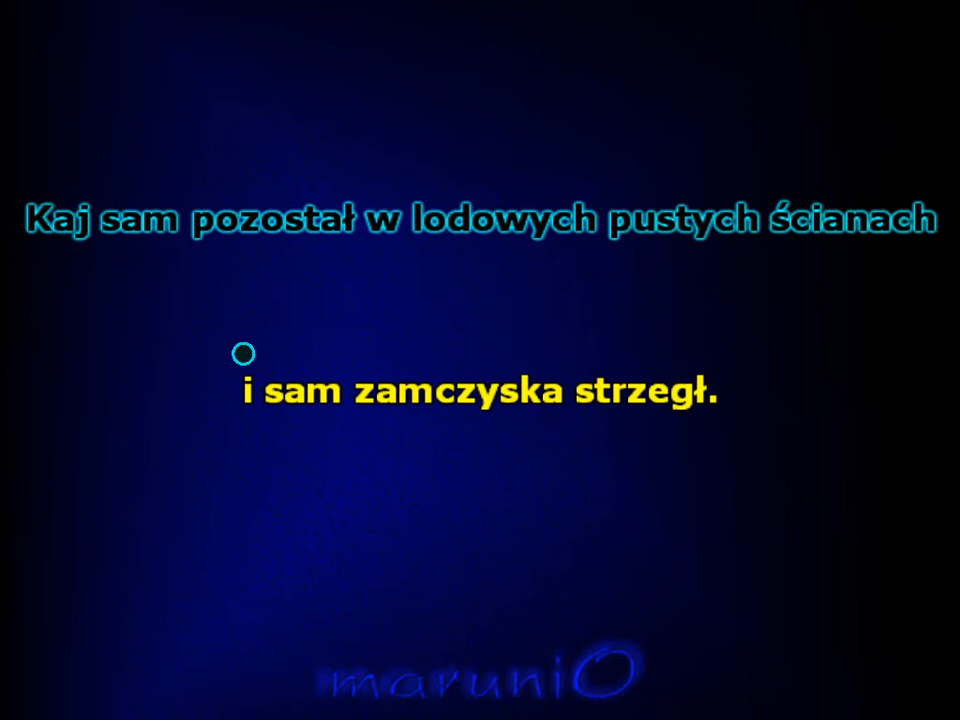 Kaj sam pozostał w lodowych pustych ścianach
i sam zamczyska strzegł.
maruniO